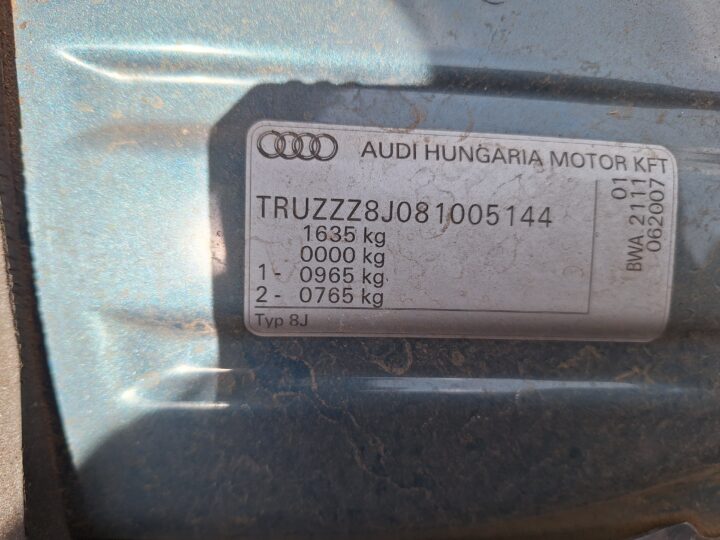 AUDI HUNGARIA MOTOR KFT
TRUZZZ8J081005144
1635 kg
0000 kg
1 - 0965 kg
2 - 0765 kg
Typ 8J
01
BWA 2111
062007